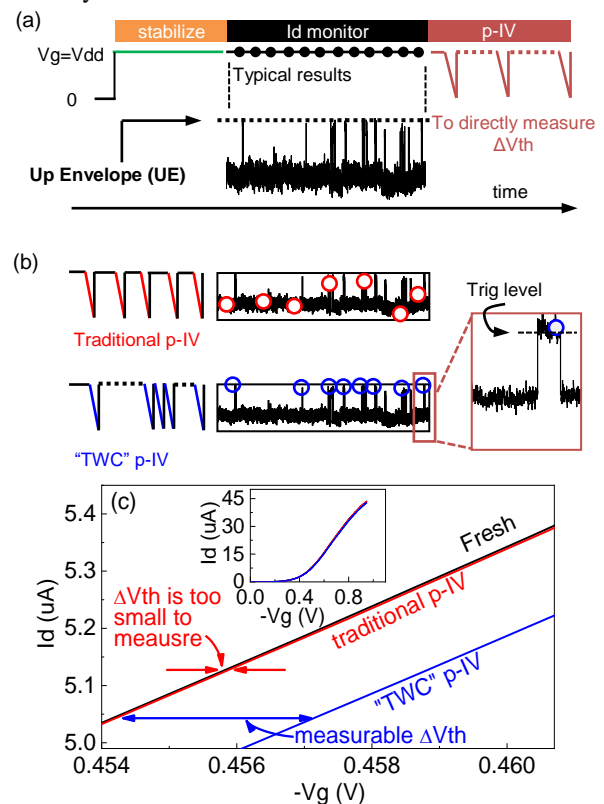 (a)
stabilize
Id monitor
p-IV
Vg=Vdd
0
Typical results
To directly measure
ΔVth
Up Envelope (UE)
time
(b)
Trig level
Traditional p-IV
"TWC" p-IV
(c)
5.4
5.3
5.2
5.1
5.0
Id (uA)
45
30
15
0
Id (uA)
0.0
0.4
0.8
-Vg (V)
Fresh
ΔVth is too
small to
meausre
traditional p-IV
"TWC" p-IV
measurable ΔVth
0.454
0.456
0.458
0.460
-Vg (V)